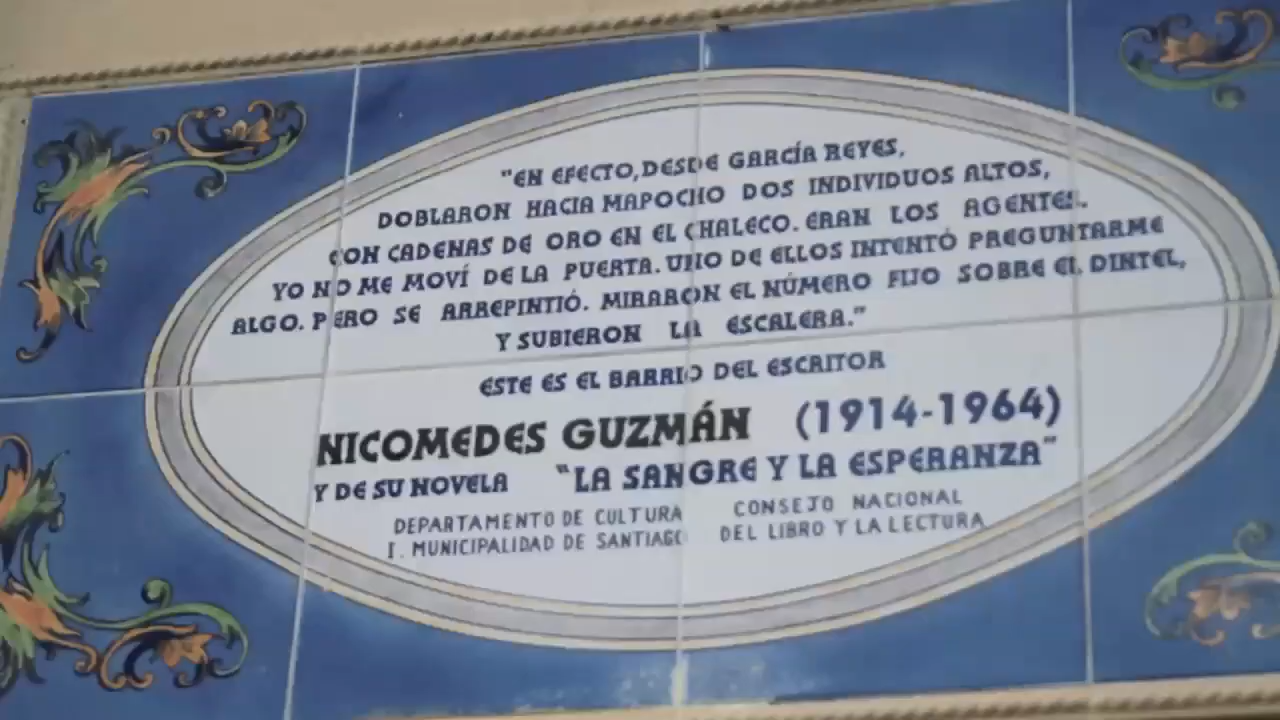 "EN EFECTO, DESDE GARCÍA REYES,
DOBLARON HACIA MAPOCHO DOS INDIVIDUOS ALTOS,
CON CADENAS DE ORO EN EL CHALECO. ERAN LOS AGENTES.
YO NO ME MOVÍ DE LA PUERTA. UNO DE ELLOS INTENTÓ PREGUNTARME
ALGO. PERO SE ARREPINTIÓ. MIRARON EL NÚMERO FIJO SOBRE EL DINTEL,
Y SUBIERON LA ESCALERA."
ESTE ES EL BARRIO DEL ESCRITOR
NICOMEDES GUZMÁN (1914-1964)
Y DE SU NOVELA "LA SANGRE Y LA ESPERANZA"
DEPARTAMENTO DE CULTURA
I. MUNICIPALIDAD DE SANTIAGO
CONSEJO NACIONAL
DEL LIBRO Y LA LECTURA